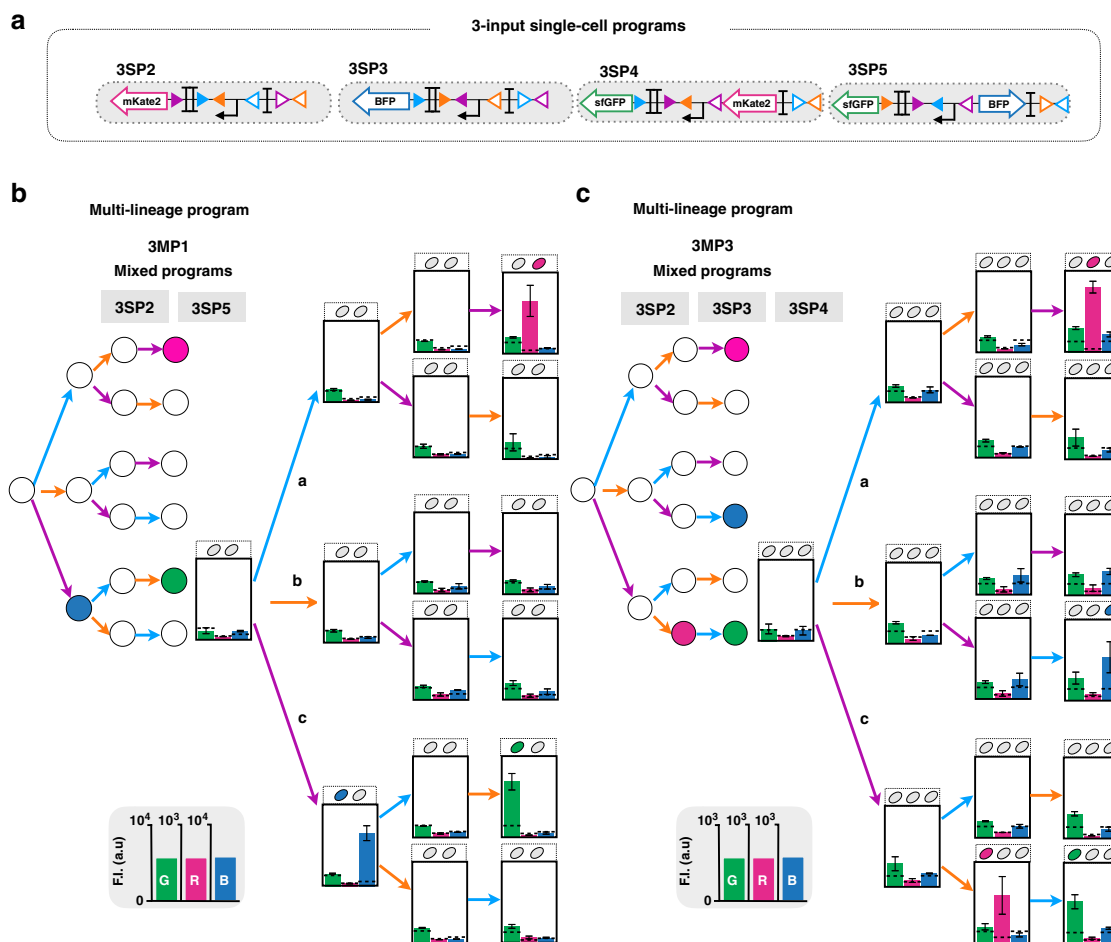 a
3-input single-cell programs
3SP2
3SP3
3SP4
3SP5
mKate2
BFP
sfGFP
mKate2
sfGFP
BFP
b
Multi-lineage program
3MP1
Mixed programs
3SP2
3SP5
a
b
c
10⁴
10³
10⁴
F.I. (a.u)
0
G
R
B
c
Multi-lineage program
3MP3
Mixed programs
3SP2
3SP3
3SP4
a
b
c
10³
10³
10³
F.I. (a.u)
0
G
R
B